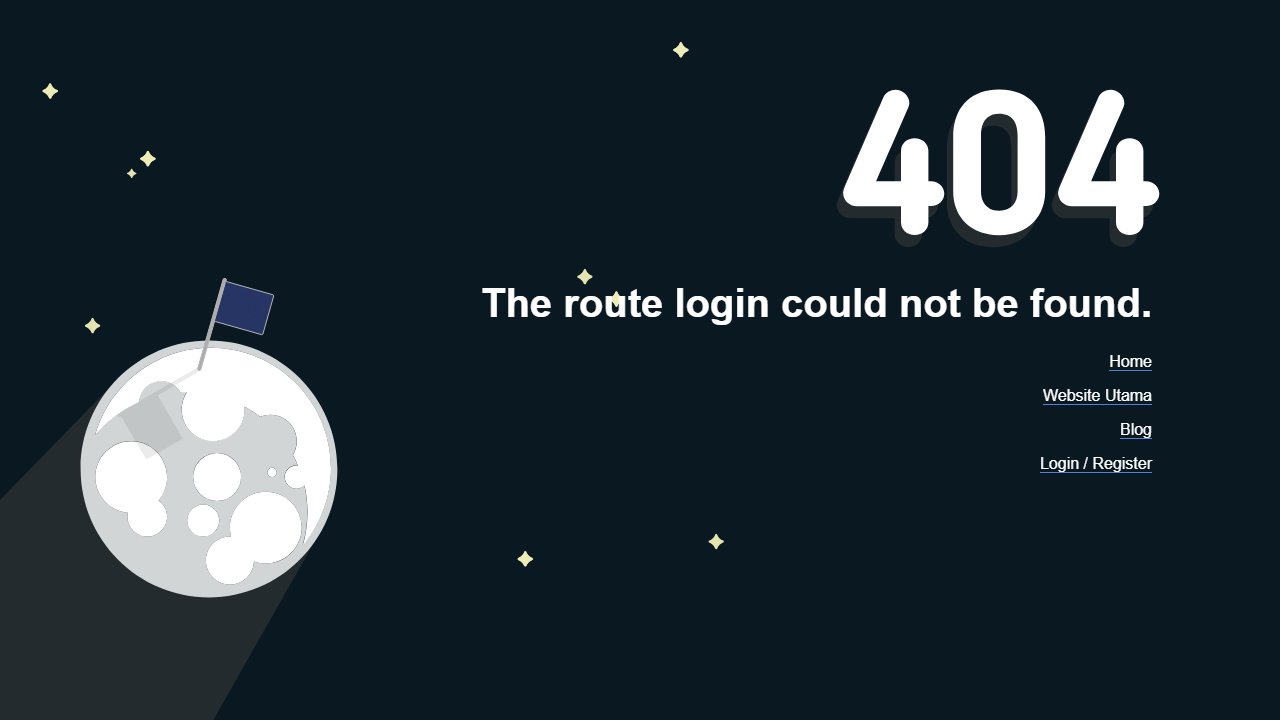 404
The route login could not be found.
Home
Website Utama
Blog
Login / Register